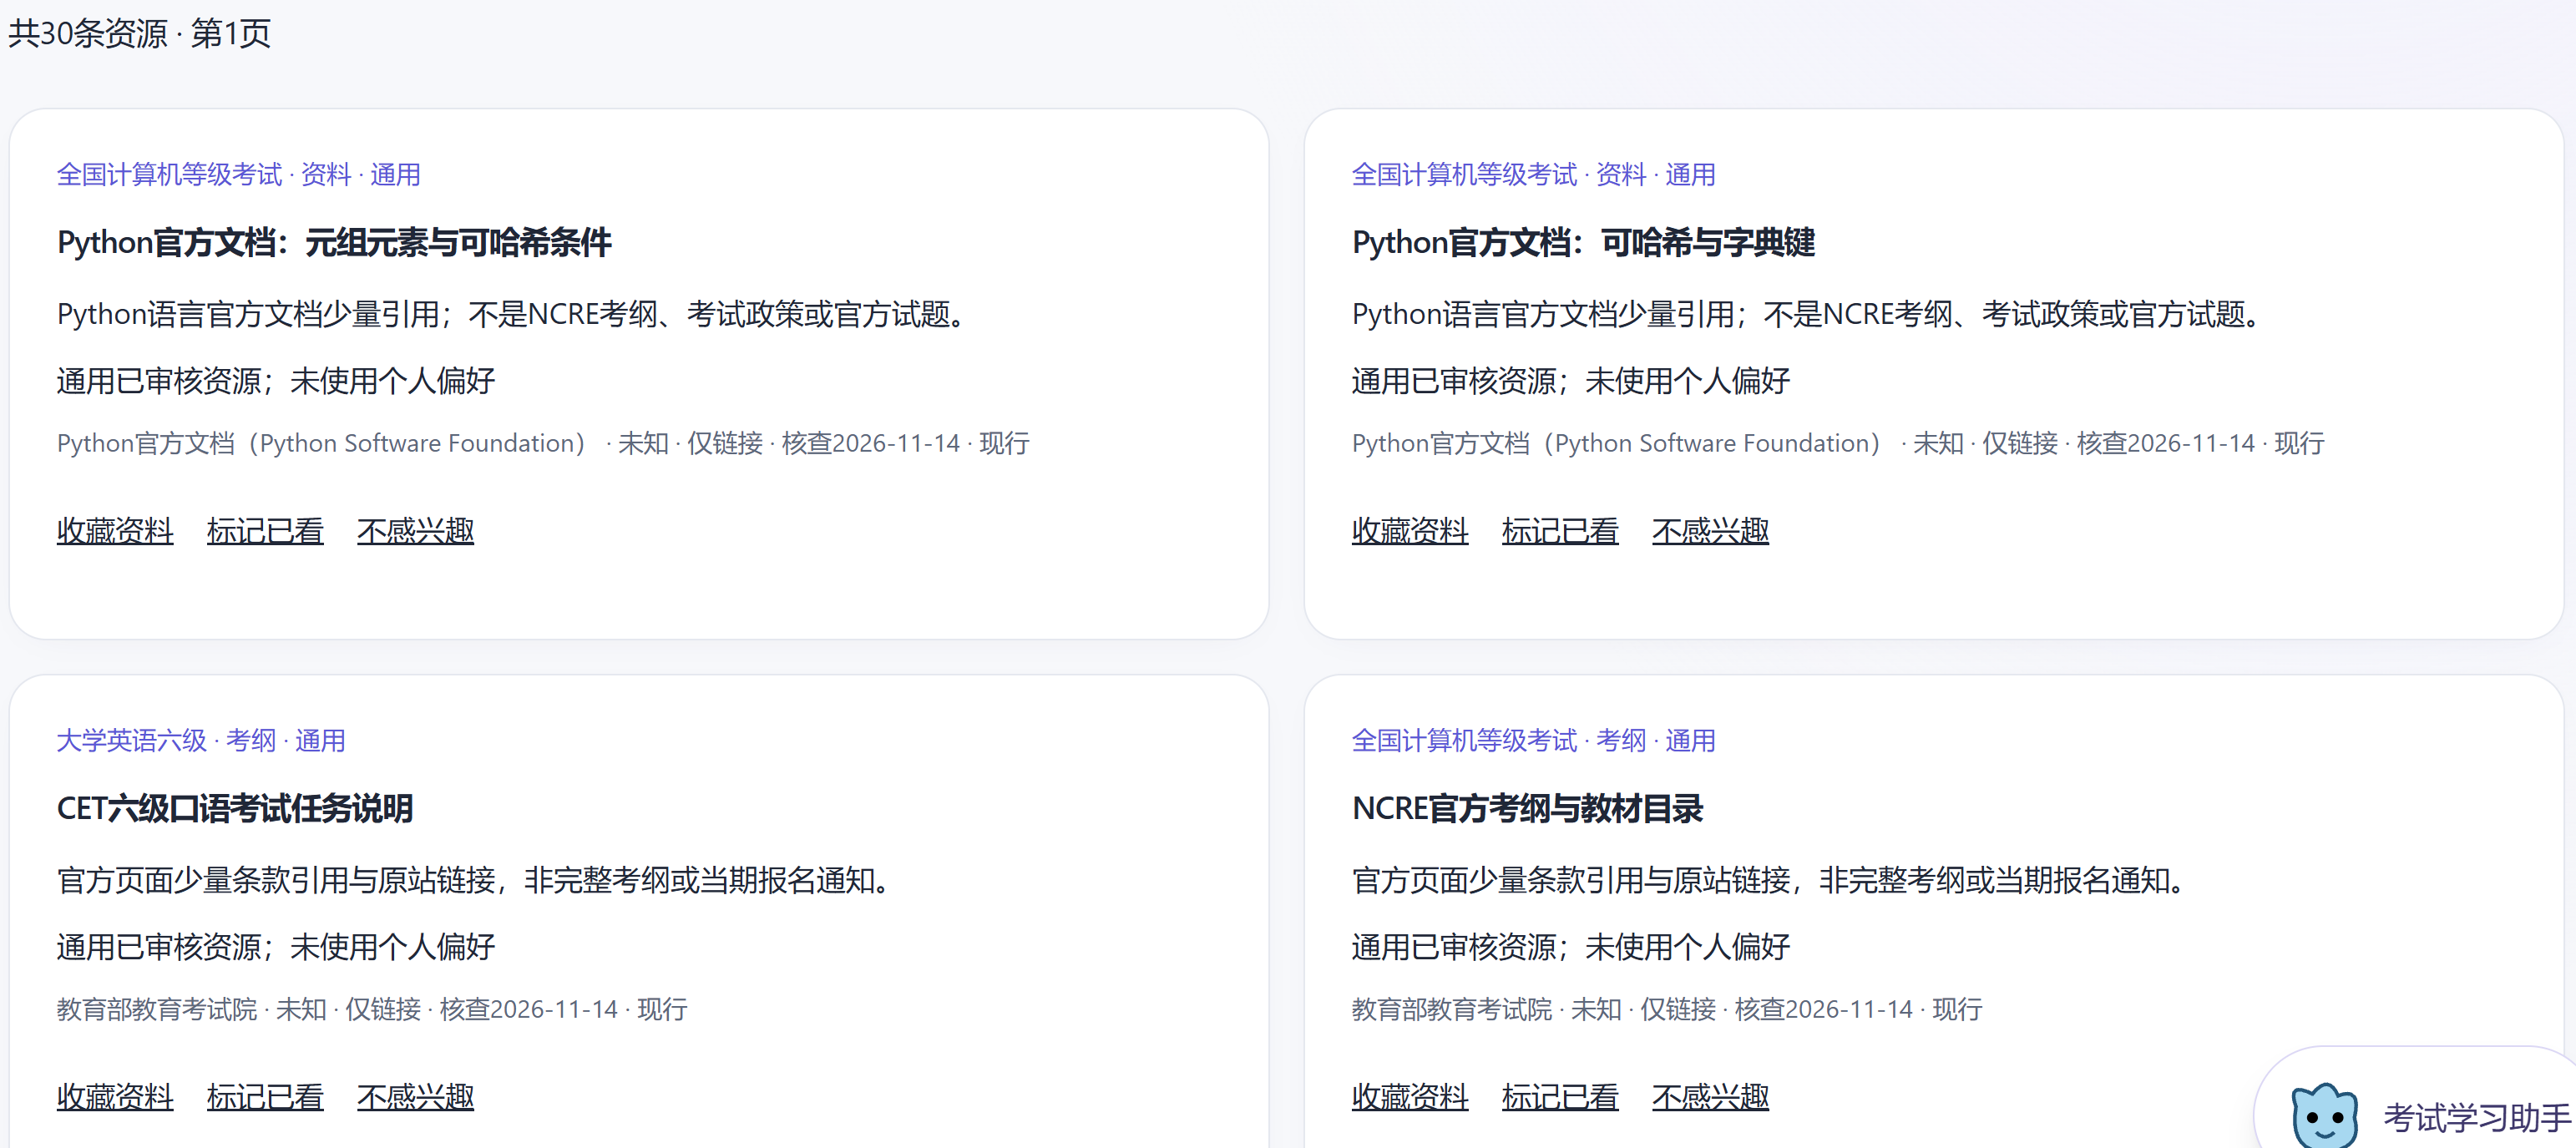 共30条资源 · 第1页
全国计算机等级考试 · 资料 · 通用
Python官方文档：元组元素与可哈希条件
Python语言官方文档少量引用；不是NCRE考纲、考试政策或官方试题。
通用已审核资源；未使用个人偏好
Python官方文档（Python Software Foundation） · 未知 · 仅链接 · 核查2026-11-14 · 现行
收藏资料 标记已看 不感兴趣
全国计算机等级考试 · 资料 · 通用
Python官方文档：可哈希与字典键
Python语言官方文档少量引用；不是NCRE考纲、考试政策或官方试题。
通用已审核资源；未使用个人偏好
Python官方文档（Python Software Foundation） · 未知 · 仅链接 · 核查2026-11-14 · 现行
收藏资料 标记已看 不感兴趣
大学英语六级 · 考纲 · 通用
CET六级口语考试任务说明
官方页面少量条款引用与原站链接，非完整考纲或当期报名通知。
通用已审核资源；未使用个人偏好
教育部教育考试院 · 未知 · 仅链接 · 核查2026-11-14 · 现行
收藏资料 标记已看 不感兴趣
全国计算机等级考试 · 考纲 · 通用
NCRE官方考纲与教材目录
官方页面少量条款引用与原站链接，非完整考纲或当期报名通知。
通用已审核资源；未使用个人偏好
教育部教育考试院 · 未知 · 仅链接 · 核查2026-11-14 · 现行
收藏资料 标记已看 不感兴趣
考试学习助手